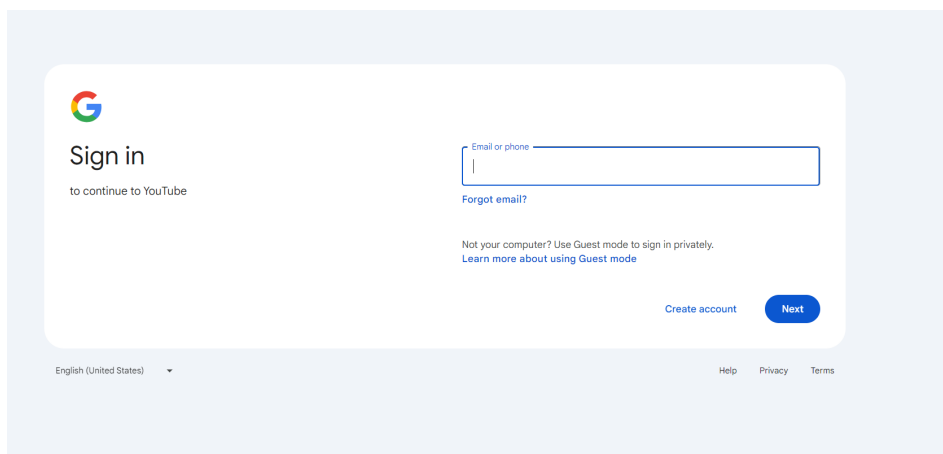 Sign in
to continue to YouTube
Email or phone
Forgot email?
Not your computer? Use Guest mode to sign in privately.
Learn more about using Guest mode
Create account
Next
English (United States)
Help
Privacy
Terms